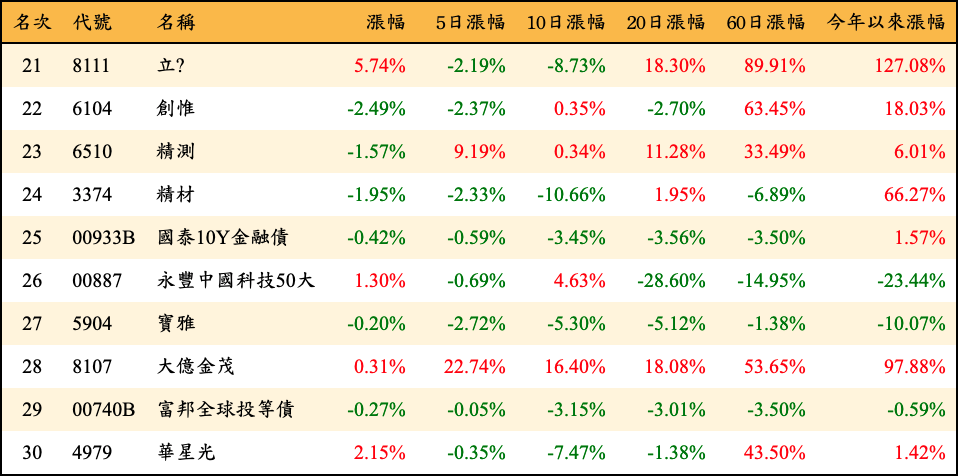 名次 代號 名稱 漲幅 5日漲幅 10日漲幅 20日漲幅 60日漲幅 今年以來漲幅
21 8111 立? 5.74% -2.19% -8.73% 18.30% 89.91% 127.08%
22 6104 創惟 -2.49% -2.37% 0.35% -2.70% 63.45% 18.03%
23 6510 精測 -1.57% 9.19% 0.34% 11.28% 33.49% 6.01%
24 3374 精材 -1.95% -2.33% -10.66% 1.95% -6.89% 66.27%
25 00933B 國泰10Y金融債 -0.42% -0.59% -3.45% -3.56% -3.50% 1.57%
26 00887 永豐中國科技50大 1.30% -0.69% 4.63% -28.60% -14.95% -23.44%
27 5904 寶雅 -0.20% -2.72% -5.30% -5.12% -1.38% -10.07%
28 8107 大億金茂 0.31% 22.74% 16.40% 18.08% 53.65% 97.88%
29 00740B 富邦全球投等債 -0.27% -0.05% -3.15% -3.01% -3.50% -0.59%
30 4979 華星光 2.15% -0.35% -7.47% -1.38% 43.50% 1.42%